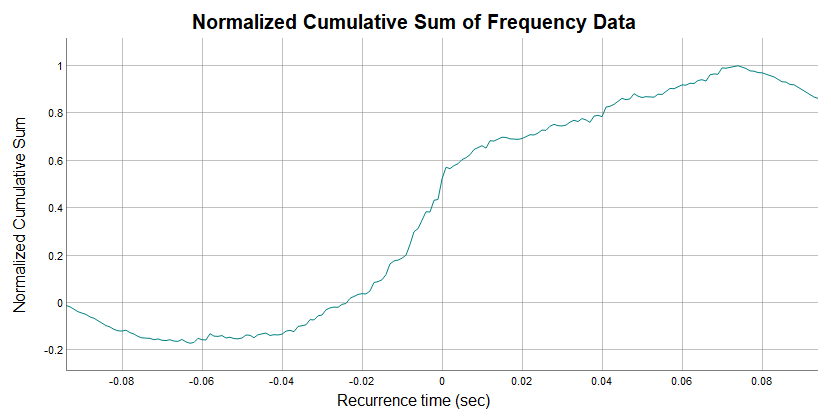 Normalized Cumulative Sum of Frequency Data
Normalized Cumulative Sum
1
0.8
0.6
0.4
0.2
0
-0.2
-0.08 -0.06 -0.04 -0.02 0 0.02 0.04 0.06 0.08
Recurrence time (sec)